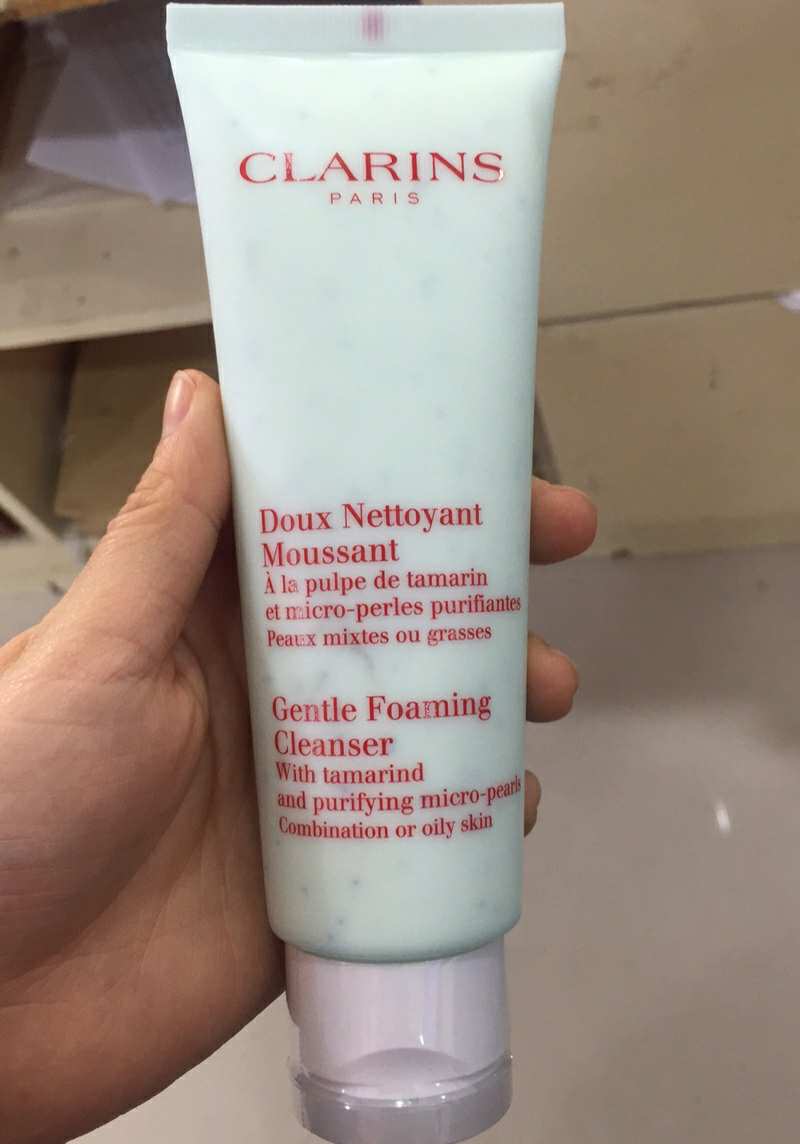 CLARINS
PARIS
Doux Nettoyant
Moussant
À la pulpe de tamarin
et micro-perles purifiantes
Peaux mixtes ou grasses
Gentle Foaming
Cleanser
With tamarind
and purifying micro-pearls
Combination or oily skin